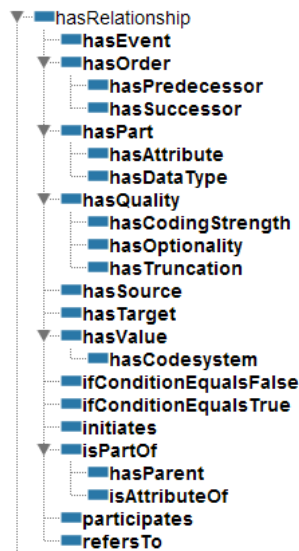 hasRelationship
hasEvent
hasOrder
hasPredecessor
hasSuccessor
hasPart
hasAttribute
hasDataType
hasQuality
hasCodingStrength
hasOptionality
hasTruncation
hasSource
hasTarget
hasValue
hasCodesystem
ifConditionEqualsFalse
ifConditionEqualsTrue
initiates
isPartOf
hasParent
isAttributeOf
participates
refersTo